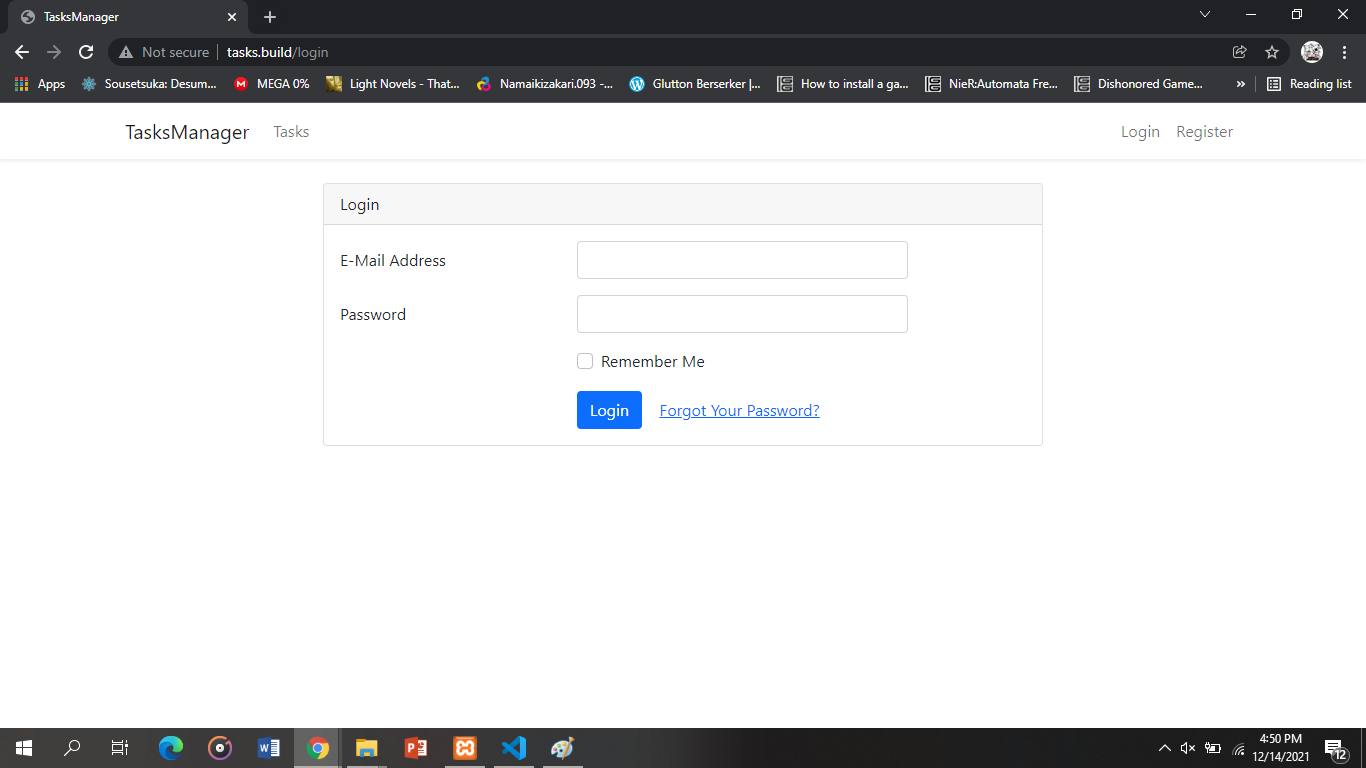 TasksManager
Not secure tasks.build/login
Apps Sousetsuka: Desum... MEGA 0% Light Novels - That... Namaikizakari.093 -... Glutton Berserker |... How to install a ga... NieR:Automata Fre... Dishonored Game... » Reading list
TasksManager Tasks Login Register
Login
E-Mail Address
Password
Remember Me
Login Forgot Your Password?
4:50 PM
12/14/2021
12